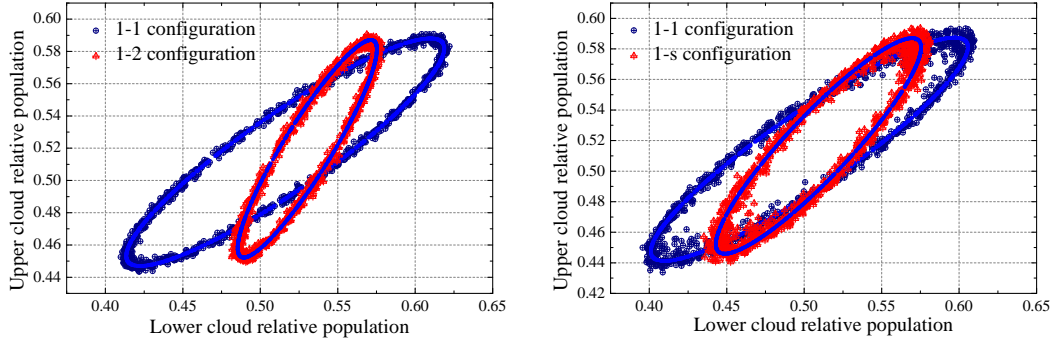 0.60
0.58
0.56
0.54
0.52
0.50
0.48
0.46
0.44
Upper cloud relative population
1-1 configuration
1-2 configuration
0.40 0.45 0.50 0.55 0.60 0.65
Lower cloud relative population
0.60
0.58
0.56
0.54
0.52
0.50
0.48
0.46
0.44
0.42
Upper cloud relative population
1-1 configuration
1-s configuration
0.40 0.45 0.50 0.55 0.60 0.65
Lower cloud relative population